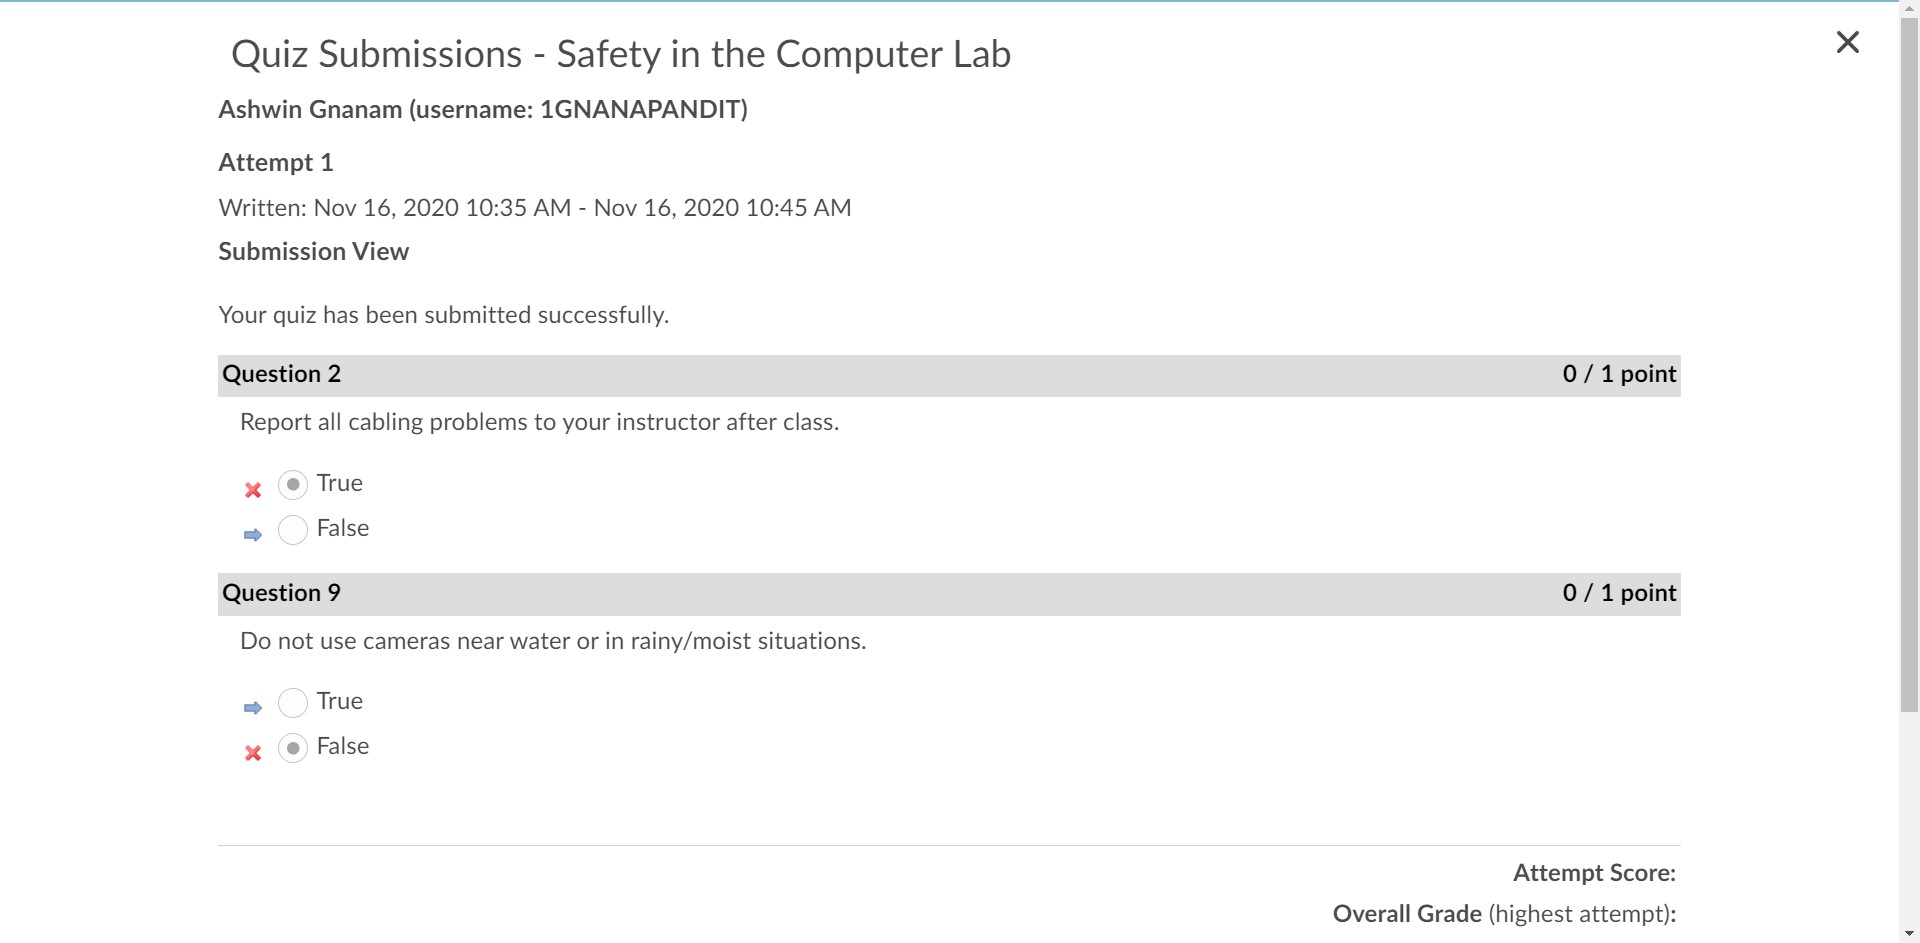 Quiz Submissions - Safety in the Computer Lab
Ashwin Gnanam (username: 1GNANAPANDIT)
Attempt 1
Written: Nov 16, 2020 10:35 AM - Nov 16, 2020 10:45 AM
Submission View
Your quiz has been submitted successfully.
Question 2 0 / 1 point
Report all cabling problems to your instructor after class.
True
False
Question 9 0 / 1 point
Do not use cameras near water or in rainy/moist situations.
True
False
Attempt Score:
Overall Grade (highest attempt):